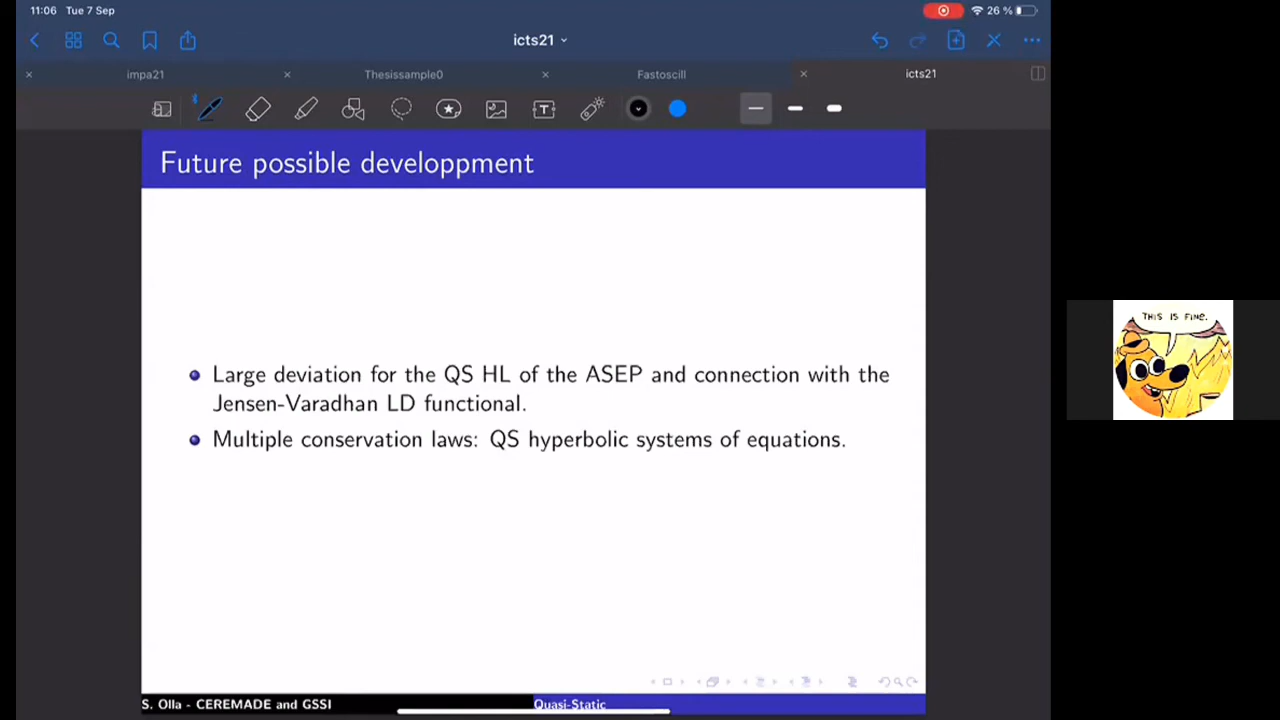 11:06 Tue 7 Sep
26 %
icts21
impa21
Thesissample0
Fastoscill
icts21
Future possible developpment
Large deviation for the QS HL of the ASEP and connection with the
Jensen-Varadhan LD functional.
Multiple conservation laws: QS hyperbolic systems of equations.
THIS IS FINE.
S. Olla - CEREMADE and GSSI
Quasi-Static